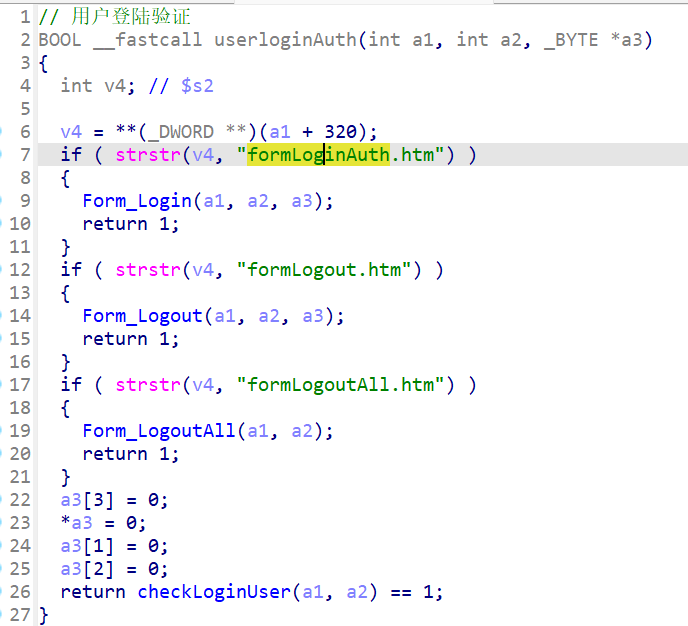 1 // 用户登陆验证
2 BOOL __fastcall userloginAuth(int a1, int a2, _BYTE *a3)
3 {
4   int v4; // $s2
5
6   v4 = **(_DWORD **)(a1 + 320);
7   if ( strstr(v4, "formLoginAuth.htm") )
8   {
9     Form_Login(a1, a2, a3);
10     return 1;
11   }
12   if ( strstr(v4, "formLogout.htm") )
13   {
14     Form_Logout(a1, a2, a3);
15     return 1;
16   }
17   if ( strstr(v4, "formLogoutAll.htm") )
18   {
19     Form_LogoutAll(a1, a2);
20     return 1;
21   }
22   a3[3] = 0;
23   *a3 = 0;
24   a3[1] = 0;
25   a3[2] = 0;
26   return checkLoginUser(a1, a2) == 1;
27 }